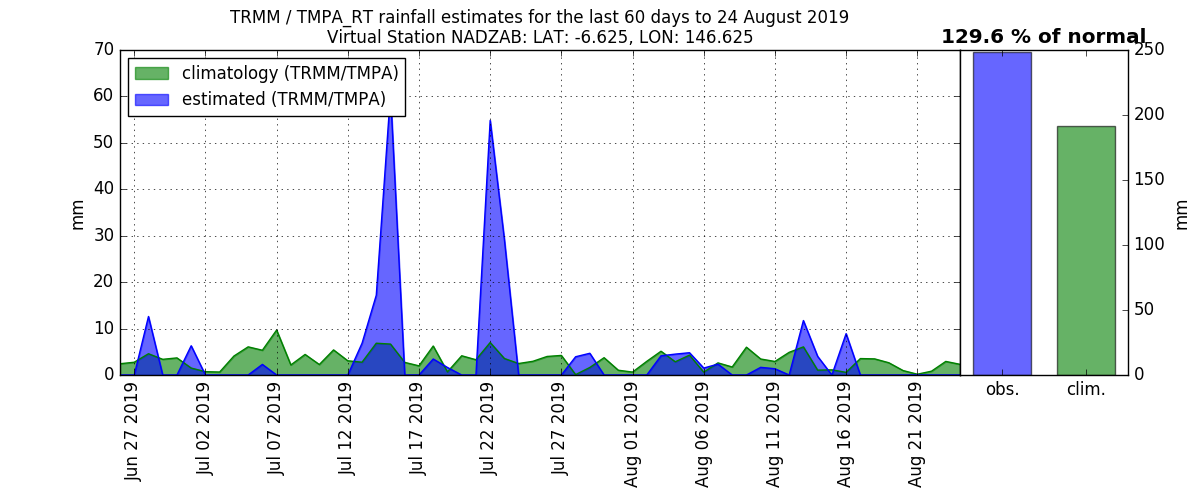 TRMM / TMPA_RT rainfall estimates for the last 60 days to 24 August 2019
Virtual Station NADZAB: LAT: -6.625, LON: 146.625
129.6 % of normal
climatology (TRMM/TMPA)
estimated (TRMM/TMPA)
70
60
50
40
30
20
10
0
mm
Jun 27 2019
Jul 02 2019
Jul 07 2019
Jul 12 2019
Jul 17 2019
Jul 22 2019
Jul 27 2019
Aug 01 2019
Aug 06 2019
Aug 11 2019
Aug 16 2019
Aug 21 2019
250
200
150
100
50
0
mm
obs.
clim.